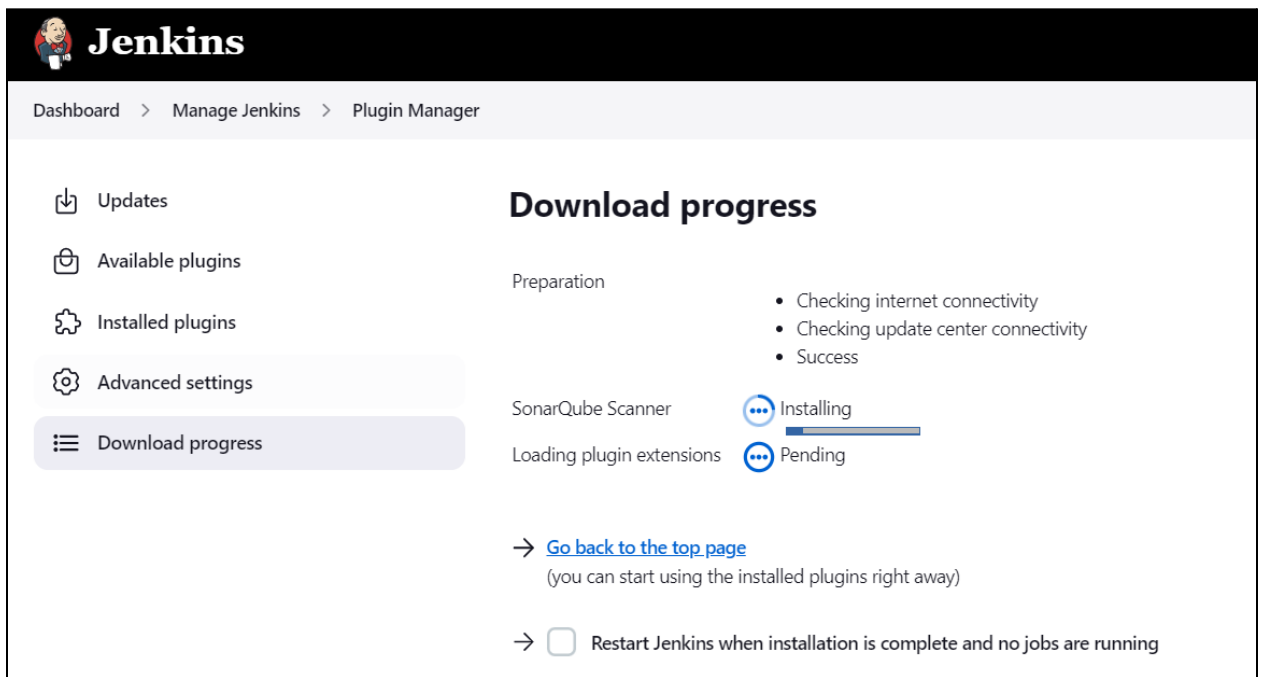 Jenkins
Dashboard > Manage Jenkins > Plugin Manager
Updates
Available plugins
Installed plugins
Advanced settings
Download progress
Download progress
Preparation
• Checking internet connectivity
• Checking update center connectivity
• Success
SonarQube Scanner Installing
Loading plugin extensions Pending
→ Go back to the top page
(you can start using the installed plugins right away)
→ Restart Jenkins when installation is complete and no jobs are running